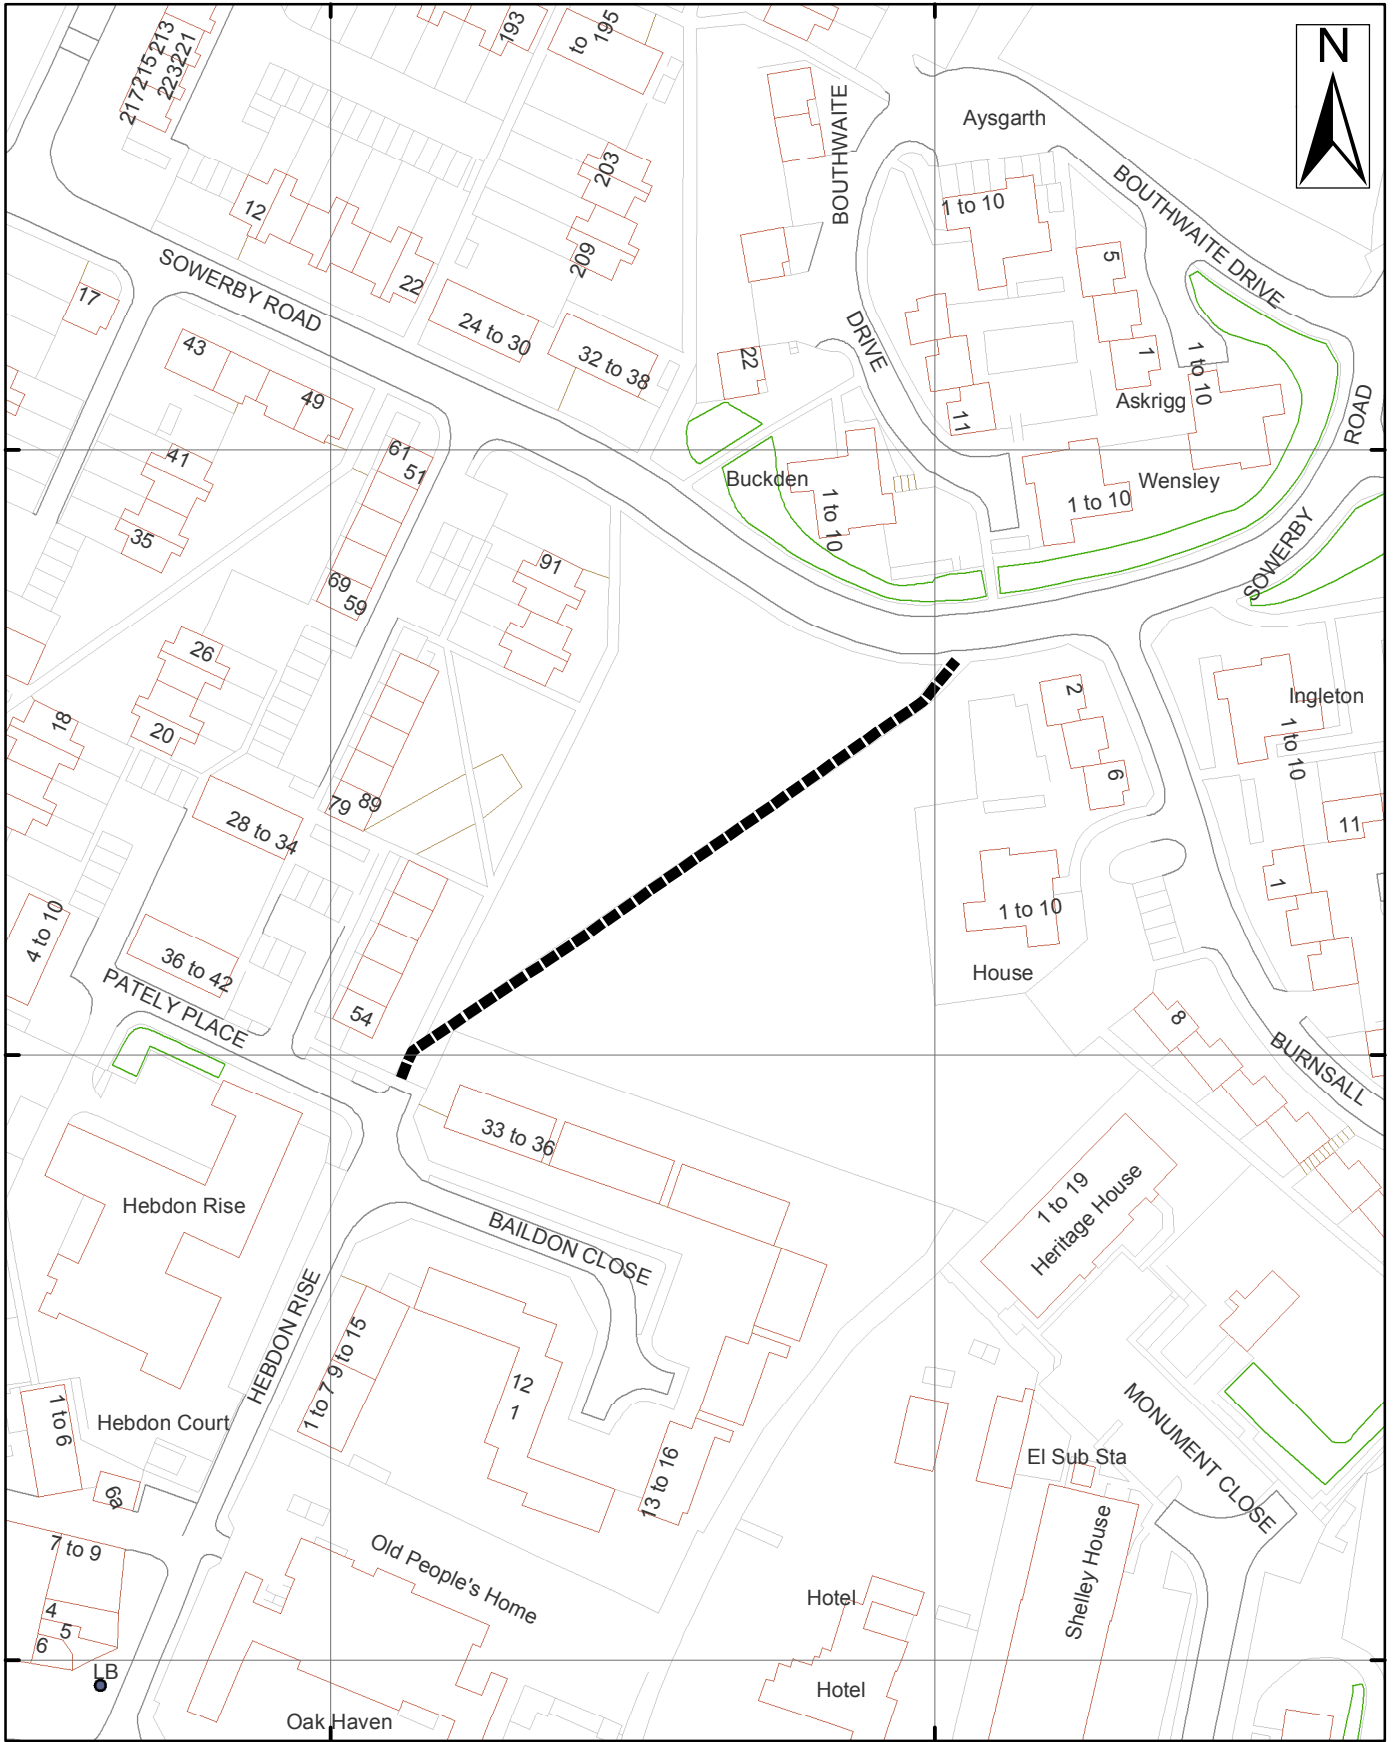 193
to 195
N
213
215
217
221
223
BOUTHWAITE
Aysgarth
203
BOUTHWAITE DRIVE
12
1 to 10
209
5
SOWERBY ROAD
22
17
24 to 30
DRIVE
43
32 to 38
22
1
1 to 10
49
Askrigg
ROAD
11
61
51
41
Buckden
Wensley
1 to 10
1 to 10
35
SOWERBY
91
69
59
26
2
Ingleton
18
20
1 to 10
6
79
89
28 to 34
11
1
4 to 10
1 to 10
36 to 42
House
PATELY PLACE
54
8
BURNSALL
33 to 36
1 to 19
Heritage House
Hebdon Rise
BAILDON CLOSE
HEBDON RISE
9 to 15
1 to 7
12
1
1 to 6
Hebdon Court
MONUMENT CLOSE
El Sub Sta
13 to 16
6a
7 to 9
Old People's Home
Shelley House
Hotel
4
5
6
LB
Hotel
Oak Haven